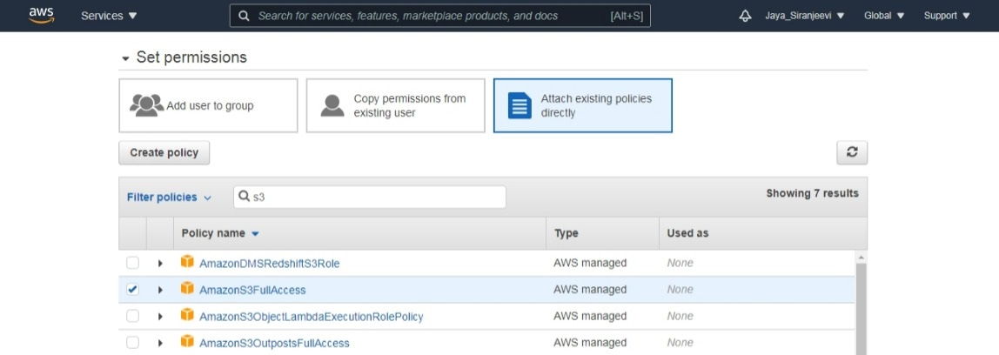 aws Services Search for services, features, marketplace products, and docs [Alt+S] Jaya_Siranjeevi Global Support
Set permissions
Add user to group
Copy permissions from
existing user
Attach existing policies
directly
Create policy
Filter policies s3 Showing 7 results
Policy name Type Used as
AmazonDMSRedshiftS3Role AWS managed None
AmazonS3FullAccess AWS managed None
AmazonS3ObjectLambdaExecutionRolePolicy AWS managed None
AmazonS3OutpostsFullAccess AWS managed None